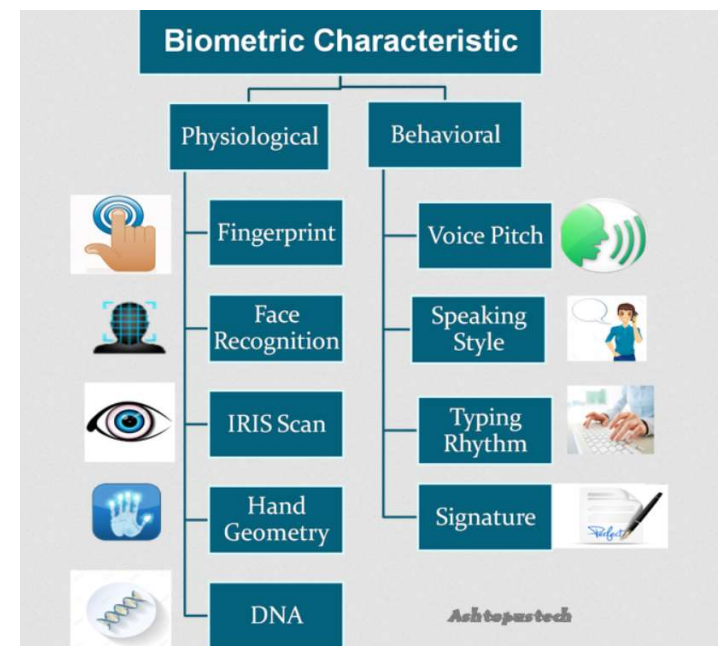 Biometric Characteristic
Physiological
Behavioral
Fingerprint
Voice Pitch
Face
Recognition
Speaking
Style
IRIS Scan
Typing
Rhythm
Hand
Geometry
Signature
Perfect
DNA
Ashtopustech